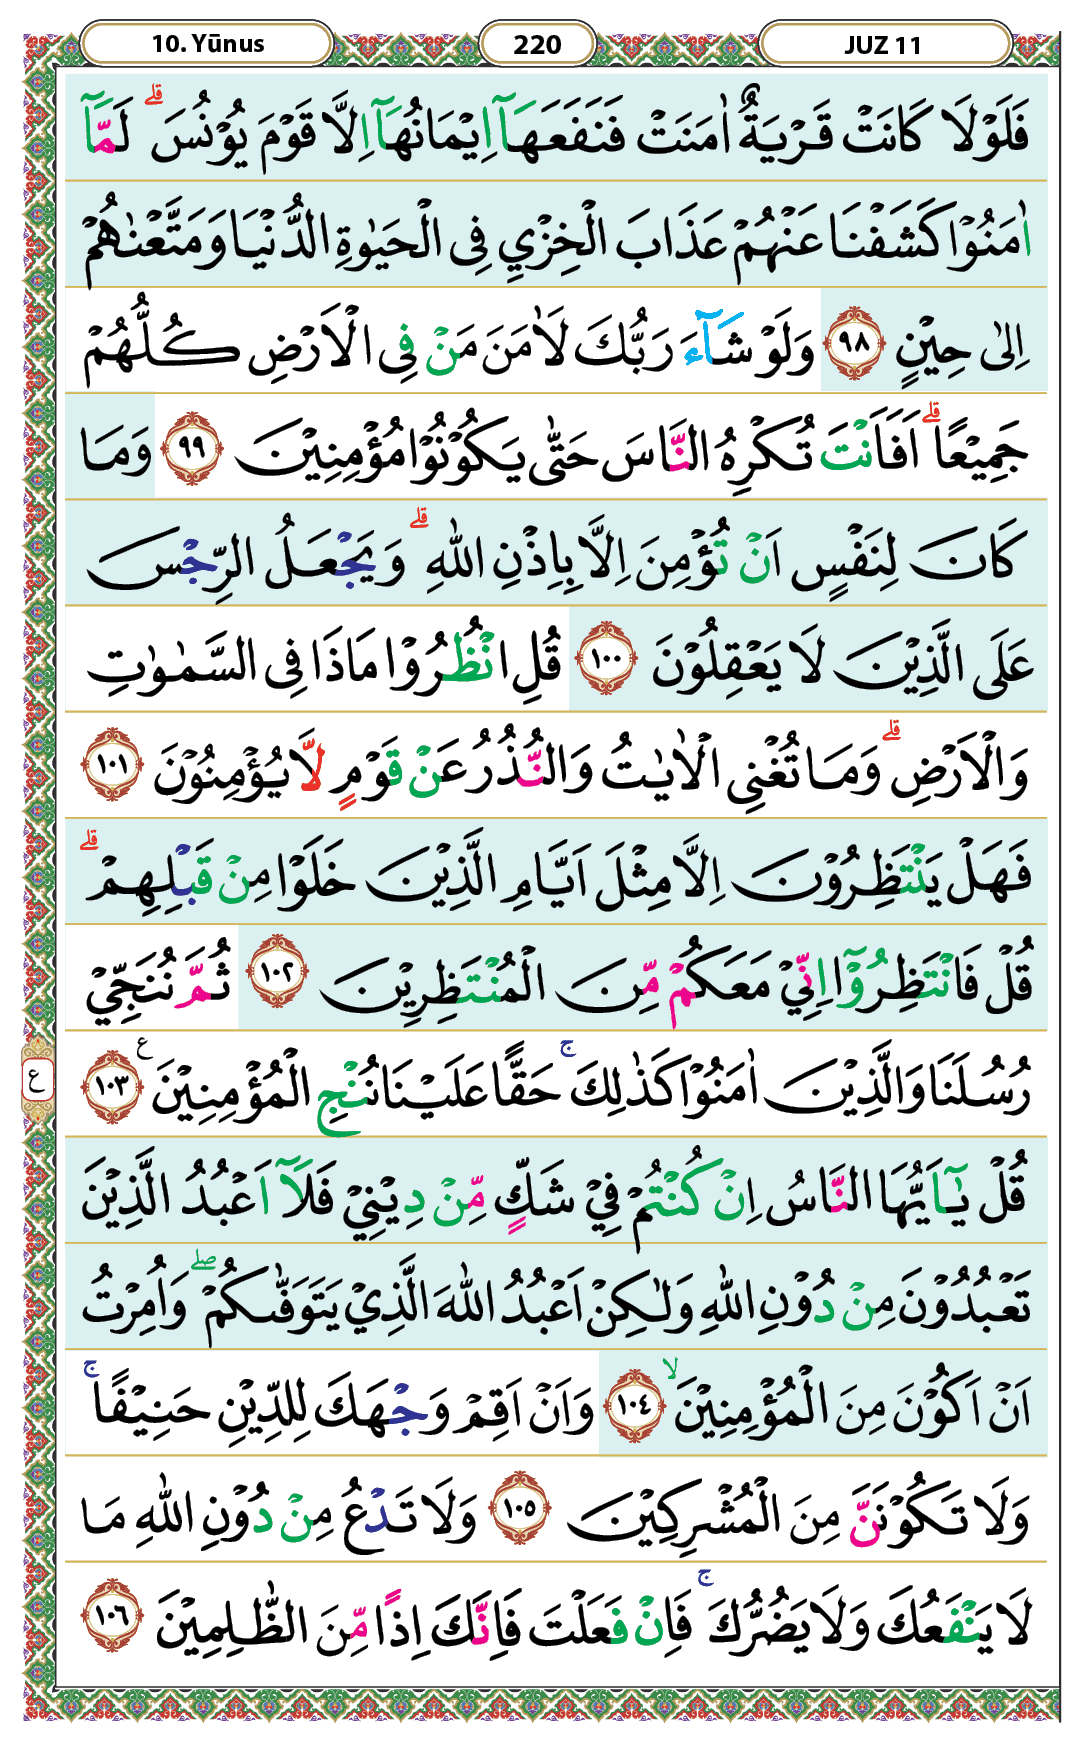 10. Yūnus 220 JUZ 11
فَلَوْلَا كَانَتْ قَرْيَةٌ اٰمَنَتْ فَنَفَعَهَآ اِيْمَانُهَآ اِلَّا قَوْمَ يُوْنُسَ ۗ لَمَّآ
اٰمَنُوْا كَشَفْنَا عَنْهُمْ عَذَابَ الْخِزْيِ فِى الْحَيٰوةِ الدُّنْيَا وَمَتَّعْنٰهُمْ
اِلٰى حِيْنٍ ٩٨ وَلَوْ شَآءَ رَبُّكَ لَاٰمَنَ مَنْ فِى الْاَرْضِ كُلُّهُمْ
جَمِيْعًا ۗ اَفَاَنْتَ تُكْرِهُ النَّاسَ حَتّٰى يَكُوْنُوْا مُؤْمِنِيْنَ ٩٩ وَمَا
كَانَ لِنَفْسٍ اَنْ تُؤْمِنَ اِلَّا بِاِذْنِ اللّٰهِ ۗ وَيَجْعَلُ الرِّجْسَ
عَلَى الَّذِيْنَ لَا يَعْقِلُوْنَ ١٠٠ قُلِ انْظُرُوْا مَاذَا فِى السَّمٰوٰتِ
وَالْاَرْضِ ۗ وَمَا تُغْنِى الْاٰيٰتُ وَالنُّذُرُ عَنْ قَوْمٍ لَّا يُؤْمِنُوْنَ ١٠١
فَهَلْ يَنْتَظِرُوْنَ اِلَّا مِثْلَ اَيَّامِ الَّذِيْنَ خَلَوْا مِنْ قَبْلِهِمْ ۗ
قُلْ فَانْتَظِرُوْٓا اِنِّيْ مَعَكُمْ مِّنَ الْمُنْتَظِرِيْنَ ١٠٢ ثُمَّ نُنَجِّيْ
رُسُلَنَا وَالَّذِيْنَ اٰمَنُوْا كَذٰلِكَ ۚ حَقًّا عَلَيْنَا نُنْجِ الْمُؤْمِنِيْنَ ع ١٠٣
ع
قُلْ يٰٓاَيُّهَا النَّاسُ اِنْ كُنْتُمْ فِيْ شَكٍّ مِّنْ دِيْنِيْ فَلَآ اَعْبُدُ الَّذِيْنَ
تَعْبُدُوْنَ مِنْ دُوْنِ اللّٰهِ وَلٰكِنْ اَعْبُدُ اللّٰهَ الَّذِيْ يَتَوَفّٰىكُمْ ۖ وَاُمِرْتُ
اَنْ اَكُوْنَ مِنَ الْمُؤْمِنِيْنَ ۙ ١٠٤ وَاَنْ اَقِمْ وَجْهَكَ لِلدِّيْنِ حَنِيْفًا ۚ
وَلَا تَكُوْنَنَّ مِنَ الْمُشْرِكِيْنَ ١٠٥ وَلَا تَدْعُ مِنْ دُوْنِ اللّٰهِ مَا
لَا يَنْفَعُكَ وَلَا يَضُرُّكَ ۚ فَاِنْ فَعَلْتَ فَاِنَّكَ اِذًا مِّنَ الظّٰلِمِيْنَ ١٠٦